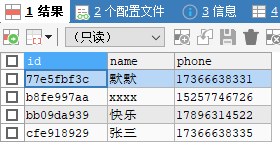 1 结果 2 个配置文件 3 信息 4
(只读)
id name phone
77e5fbf3c 默默 17366638331
b8fe997aa xxxx 15257746726
bb09da939 快乐 17896314522
cfe918929 张三 17366638335